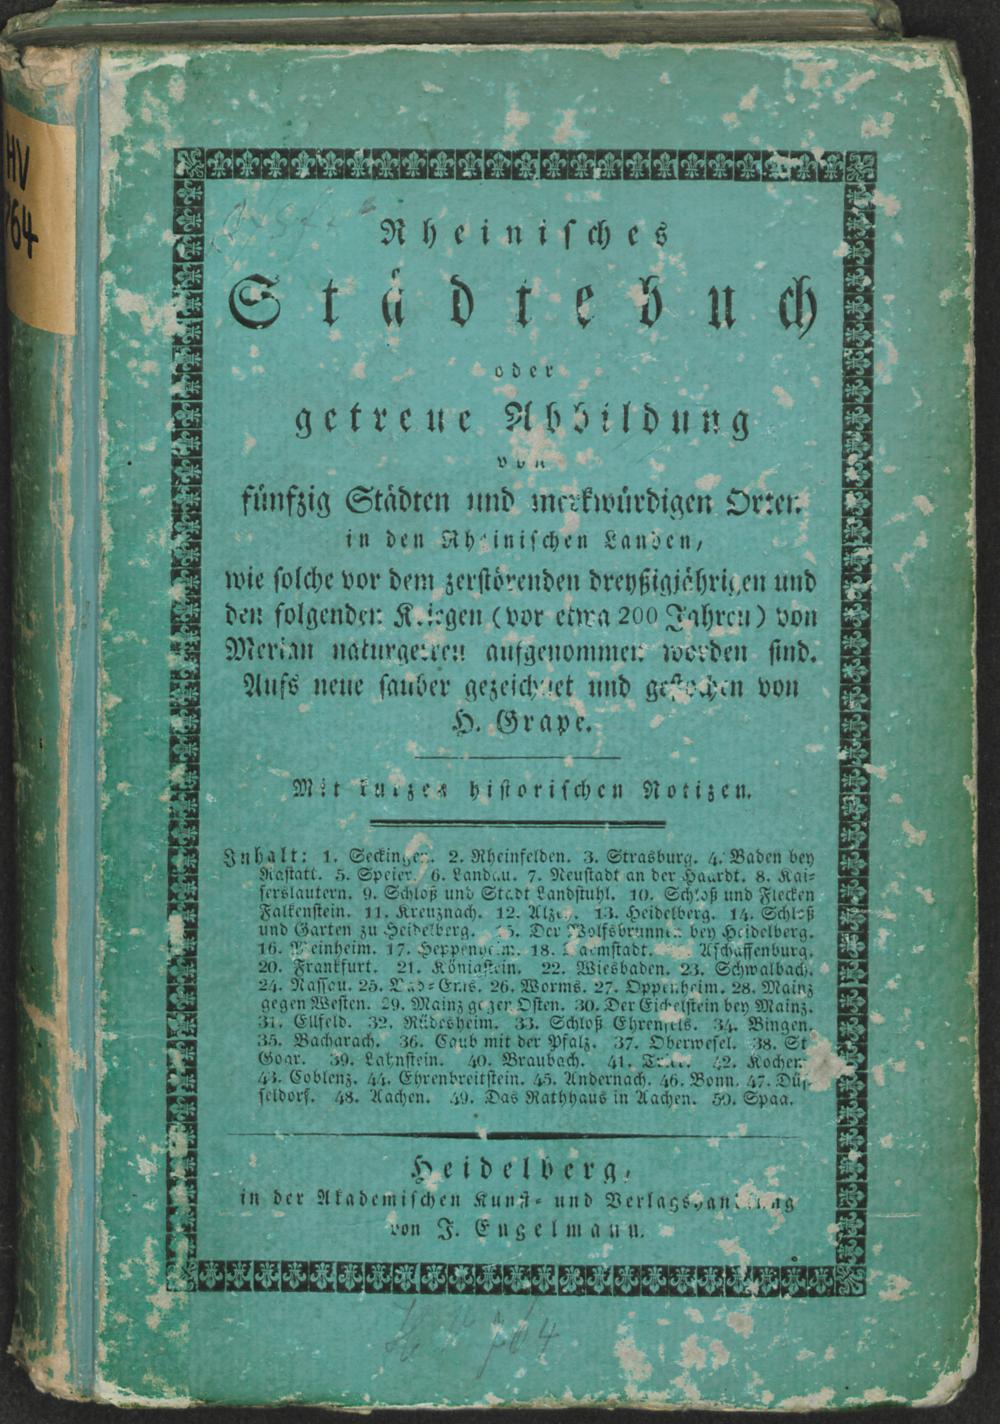 HV
764
Rheinisches
Städtebuch
oder
getreue Abbildung
von
fünfzig Städten und merkwürdigen Orten
in den Rheinischen Landen,
wie solche vor dem zerstörenden dreyßigjährigen und
den folgenden Kriegen (vor etwa 200 Jahren) von
Merian naturgetreu aufgenommen worden sind.
Aufs neue sauber gezeichnet und gestochen von
H. Grape.
Mit kurzen historischen Notizen.
Inhalt: 1. Seckingen. 2. Rheinfelden. 3. Strasburg. 4. Baden bey
Rastatt. 5. Speier. 6. Landau. 7. Neustadt an der Haardt. 8. Kai-
serslautern. 9. Schloß und Stadt Landstuhl. 10. Schloß und Flecken
Falkenstein. 11. Kreuznach. 12. Alzey. 13. Heidelberg. 14. Schloß
und Garten zu Heidelberg. 15. Der Wolfsbrunnen bey Heidelberg.
16. Weinheim. 17. Heppenheim. 18. Darmstadt. Aschaffenburg.
20. Frankfurt. 21. Königstein. 22. Wiesbaden. 23. Schwalbach.
24. Nassau. 25. Bad-Ems. 26. Worms. 27. Oppenheim. 28. Mainz
gegen Westen. 29. Mainz gegen Osten. 30. Der Eichelstein bey Mainz.
31. Ellfeld. 32. Rüdesheim. 33. Schloß Ehrenfels. 34. Bingen.
35. Bacharach. 36. Caub mit der Pfalz. 37. Oberwesel. 38. St
Goar. 39. Lahnstein. 40. Braubach. 41. Trier. 42. Kochem
43. Coblenz. 44. Ehrenbreitstein. 45. Andernach. 46. Bonn. 47. Düs-
seldorf. 48. Aachen. 49. Das Rathhaus in Aachen. 50. Spaa.
Heidelberg,
in der Akademischen Kunst- und Verlagshandlung
von J. Engelmann.